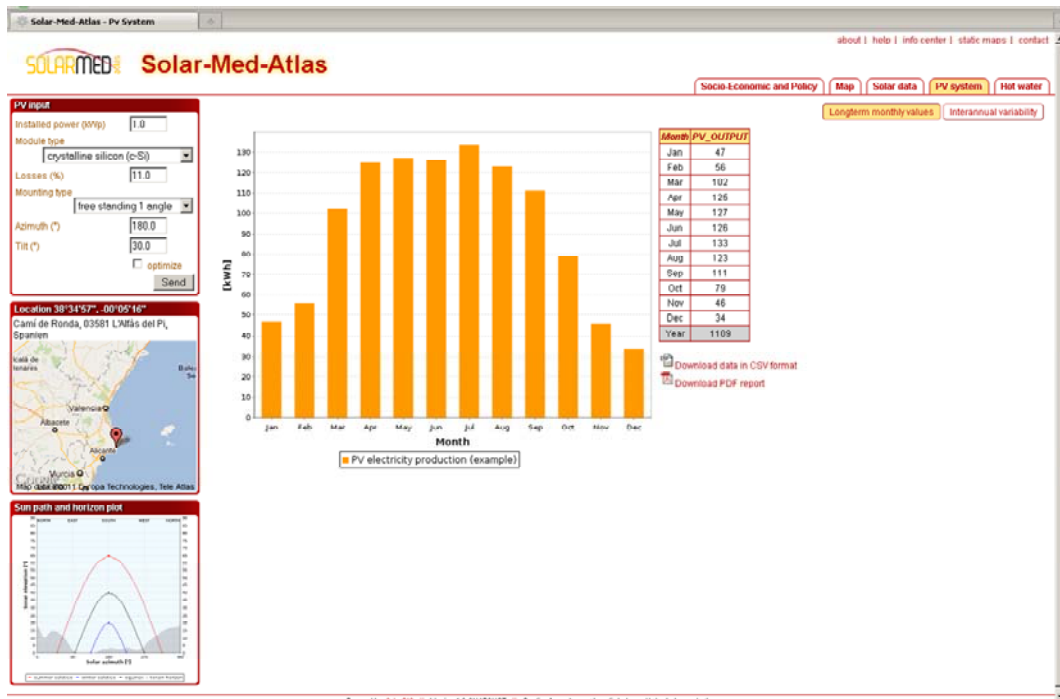 Solar-Med-Atlas - Pv System
about | help | info center | static maps | contact
SOLARMED atlas
Solar-Med-Atlas
Socio-Economic and Policy
Map
Solar data
PV system
Hot water
Longterm monthly values
Interannual variability
PV input
Installed power (kWp) 1.0
Module type
crystalline silicon (c-Si)
Losses (%) 11.0
Mounting type
free standing 1 angle
Azimuth (°) 180.0
Tilt (°) 30.0
optimize
Send
Location 38°34'57", -00°05'16"
Camí de Ronda, 03581 L'Alfàs del Pi,
Spanien
Valencia
Albacete
Alicante
Murcia
Technologies, Tele Atlas
Sun path and horizon plot
Solar azimuth [°]
[kWh]
130
120
110
100
90
80
70
60
50
40
30
20
10
0
Jan Feb Mar Apr May Jun Jul Aug Sep Oct Nov Dec
Month
PV electricity production (example)
Month PV_OUTPUT
Jan 47
Feb 56
Mar 102
Apr 126
May 127
Jun 126
Jul 133
Aug 123
Sep 111
Oct 79
Nov 46
Dec 34
Year 1109
Download data in CSV format
Download PDF report